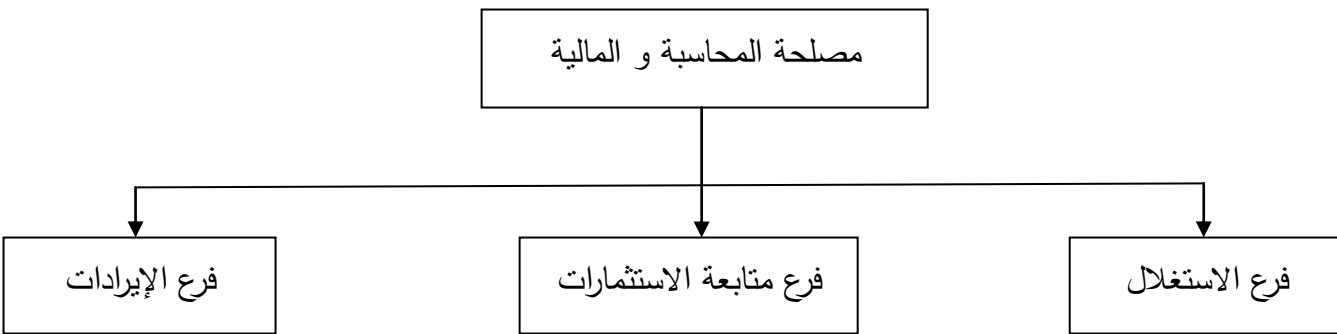 مصلحة المحاسبة و المالية
فرع الاستغلال
فرع متابعة الاستثمارات
فرع الإيرادات